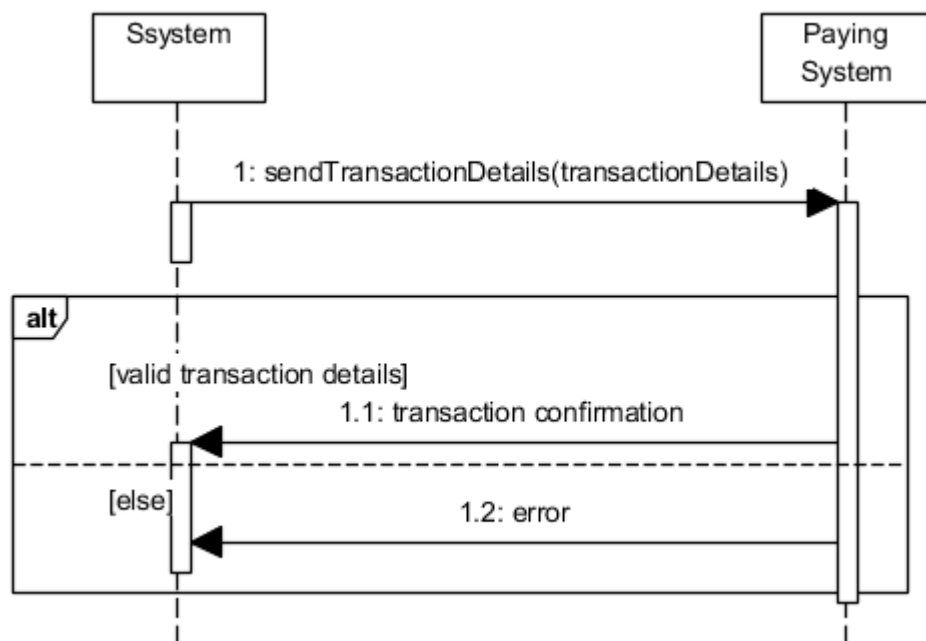 Ssystem
Paying
System
1: sendTransactionDetails(transactionDetails)
alt
[valid transaction details]
1.1: transaction confirmation
[else]
1.2: error